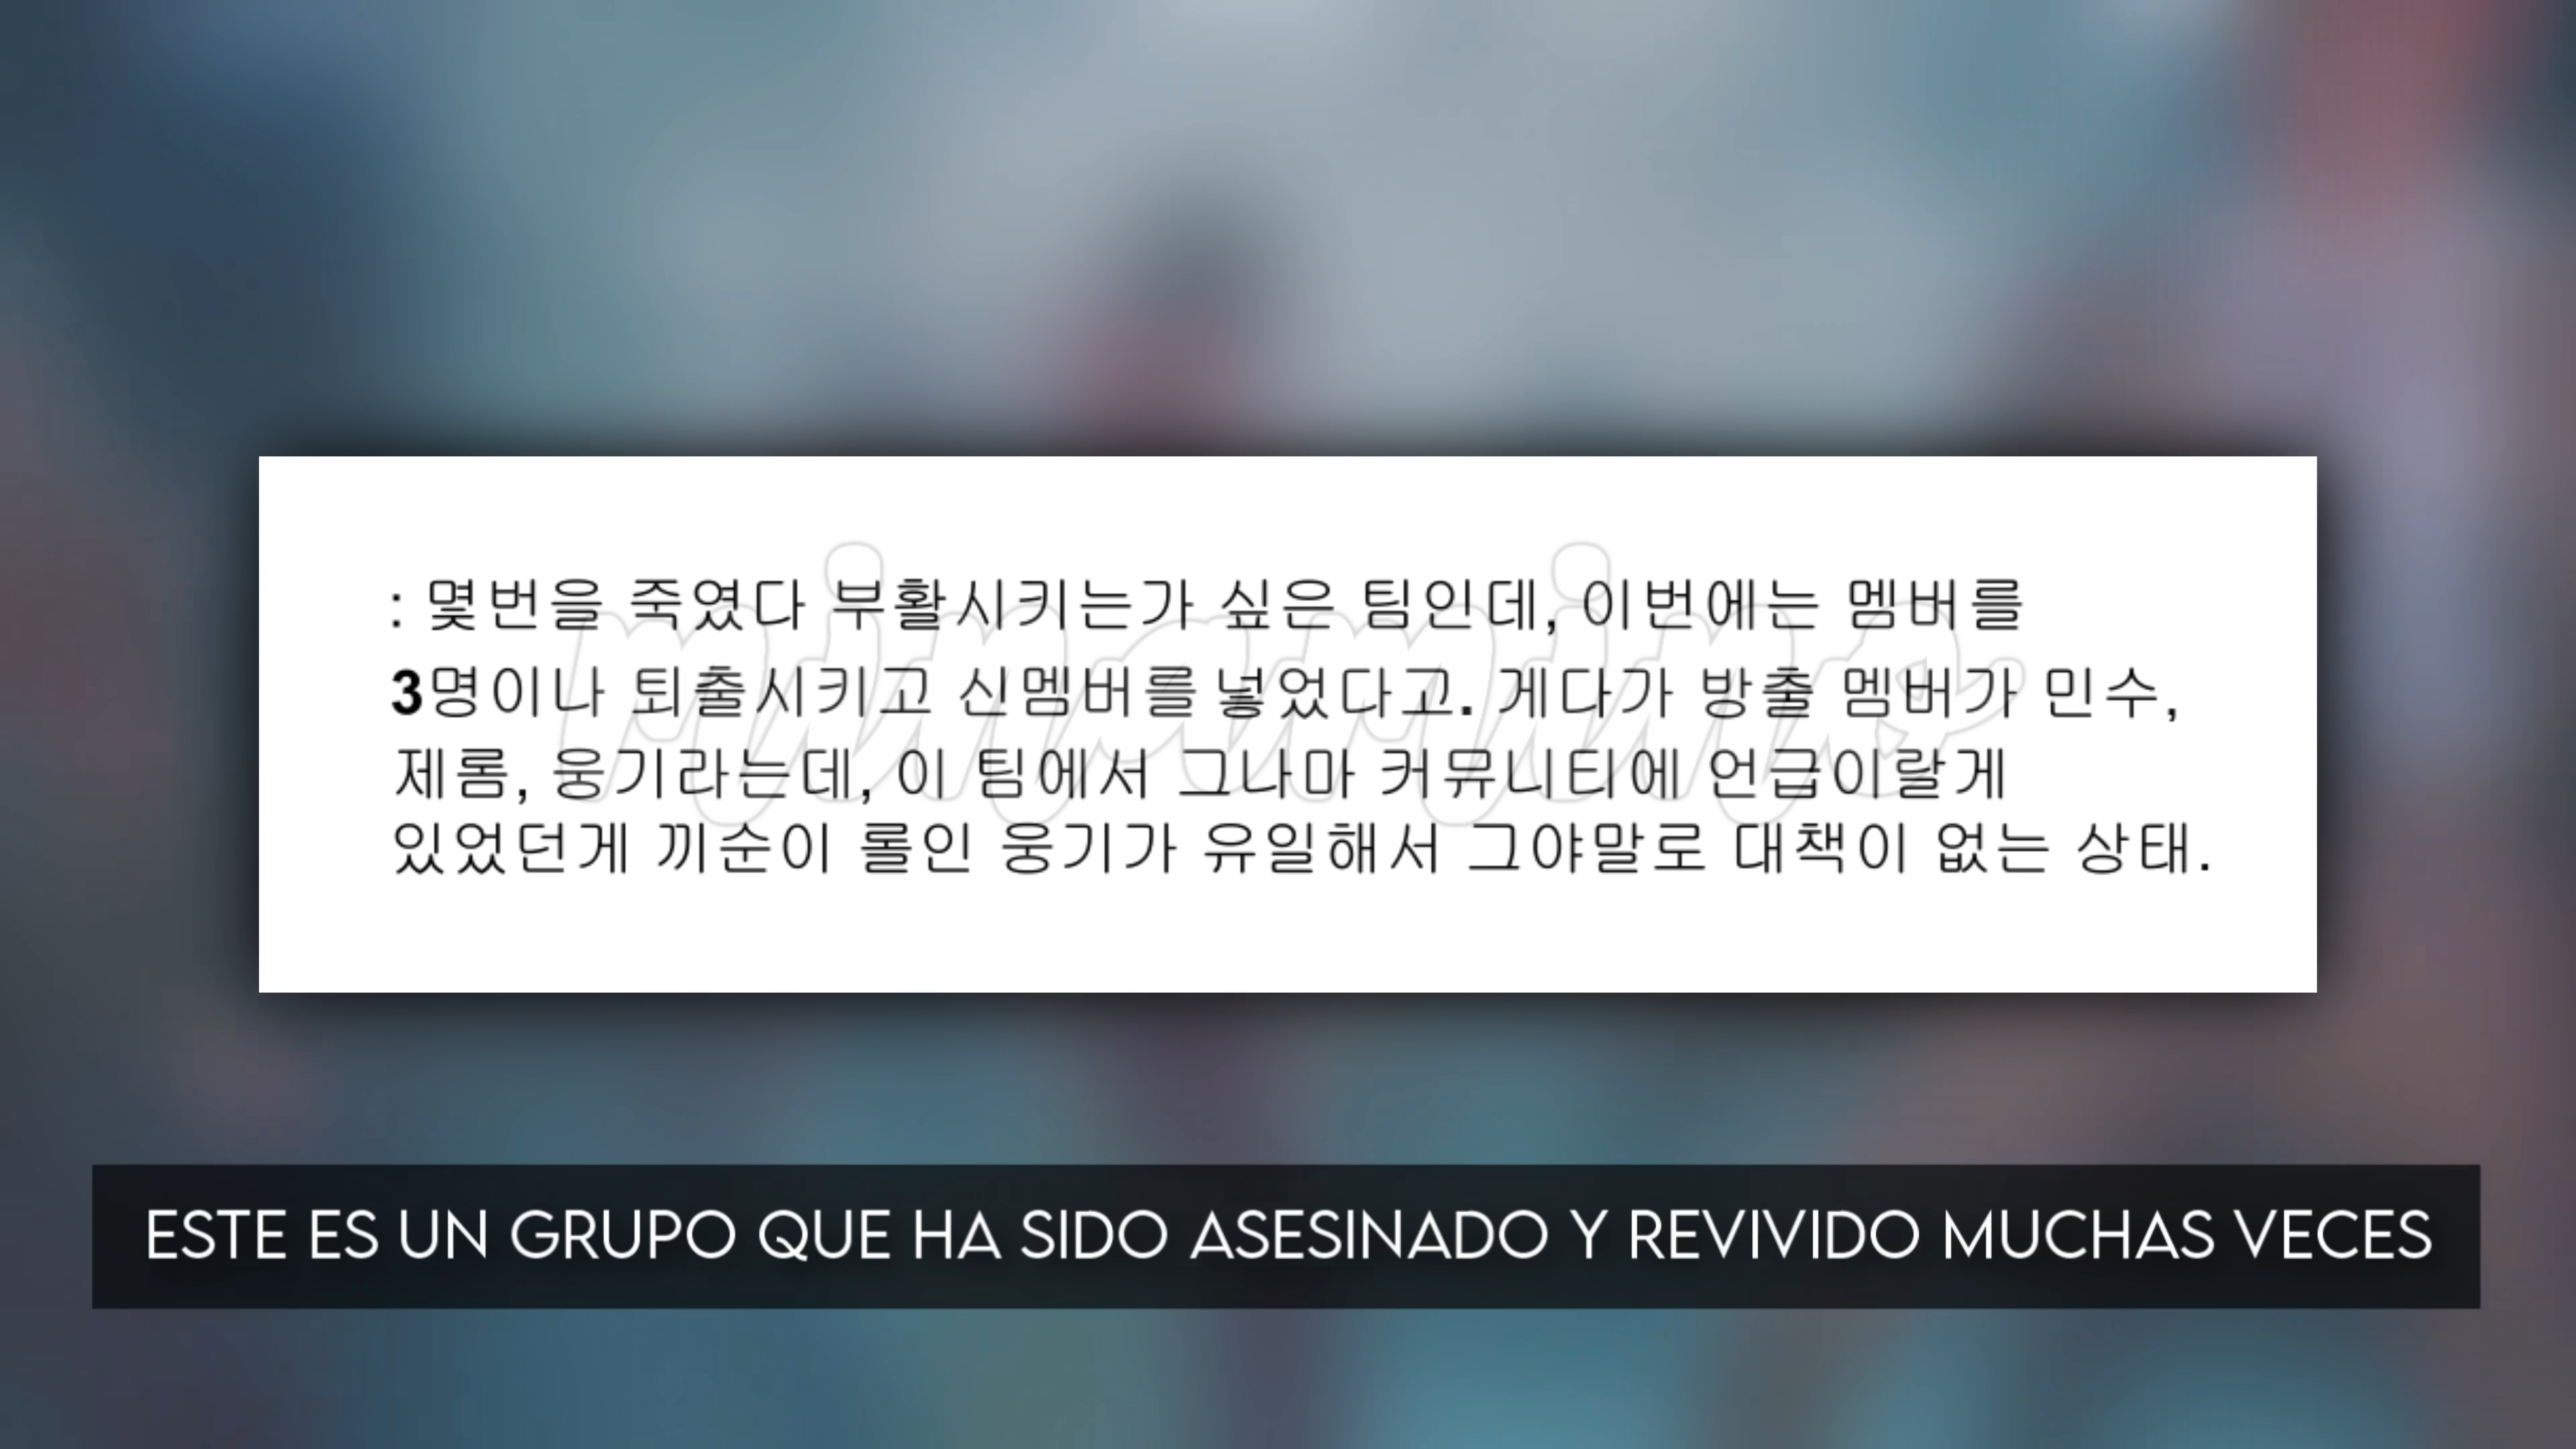 : 몇번을 죽였다 부활시키는가 싶은 팀인데, 이번에는 멤버를
3명이나 퇴출시키고 신멤버를 넣었다고. 게다가 방출 멤버가 민수,
제롬, 웅기라는데, 이 팀에서 그나마 커뮤니티에 언급이랄게
있었던게 끼순이 롤인 웅기가 유일해서 그야말로 대책이 없는 상태.
minamino
ESTE ES UN GRUPO QUE HA SIDO ASESINADO Y REVIVIDO MUCHAS VECES